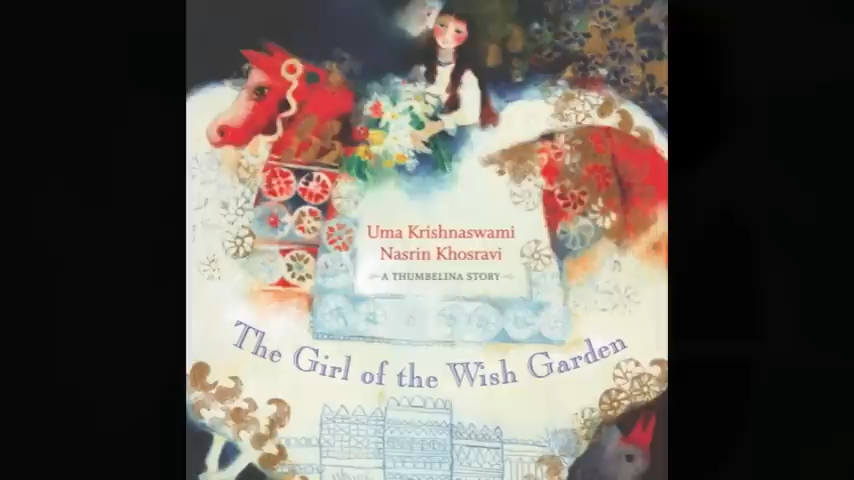 Uma Krishnaswami
Nasrin Khosravi
A THUMBELINA STORY
The Girl of the Wish Garden